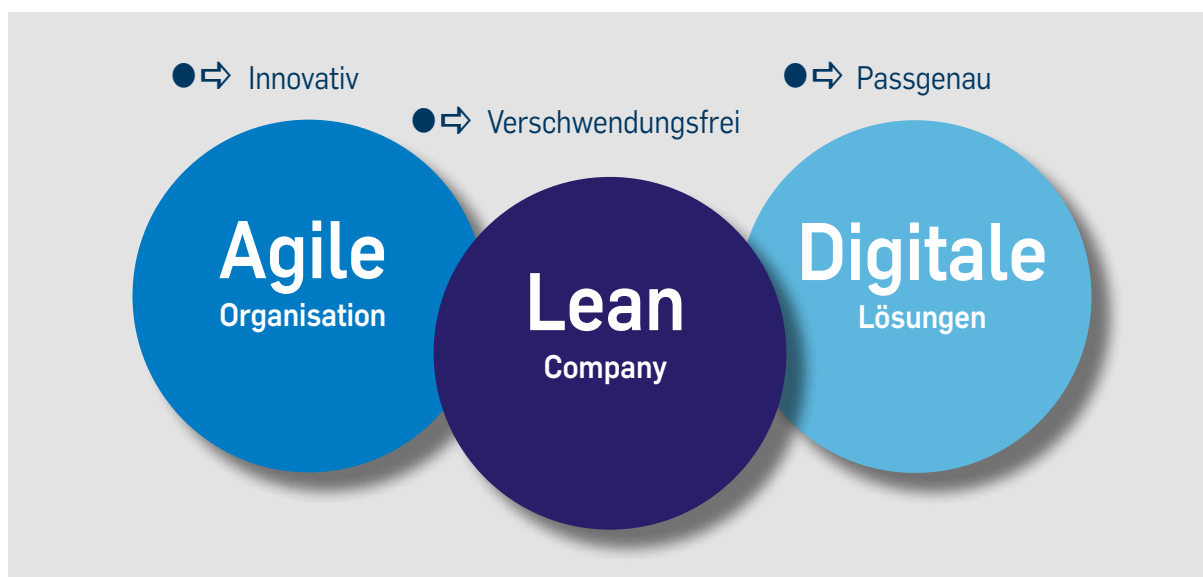 Innovativ
Verschwendungsfrei
Passgenau
Agile
Organisation
Lean
Company
Digitale
Lösungen